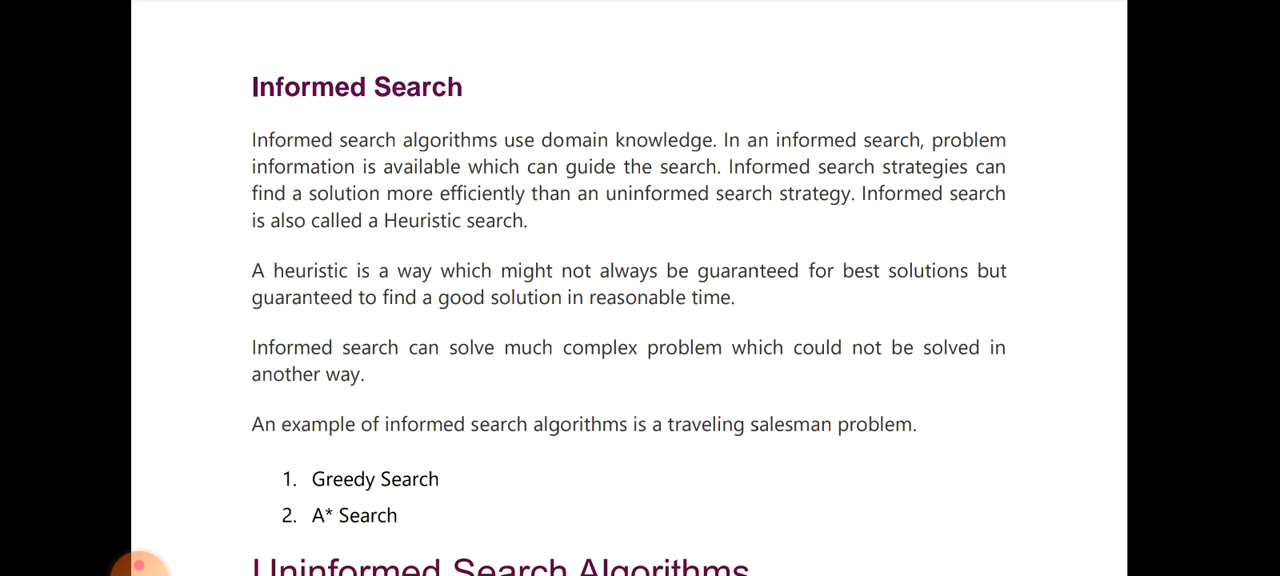 Informed Search
Informed search algorithms use domain knowledge. In an informed search, problem
information is available which can guide the search. Informed search strategies can
find a solution more efficiently than an uninformed search strategy. Informed search
is also called a Heuristic search.
A heuristic is a way which might not always be guaranteed for best solutions but
guaranteed to find a good solution in reasonable time.
Informed search can solve much complex problem which could not be solved in
another way.
An example of informed search algorithms is a traveling salesman problem.
1. Greedy Search
2. A* Search
Uninformed Search Algorithms